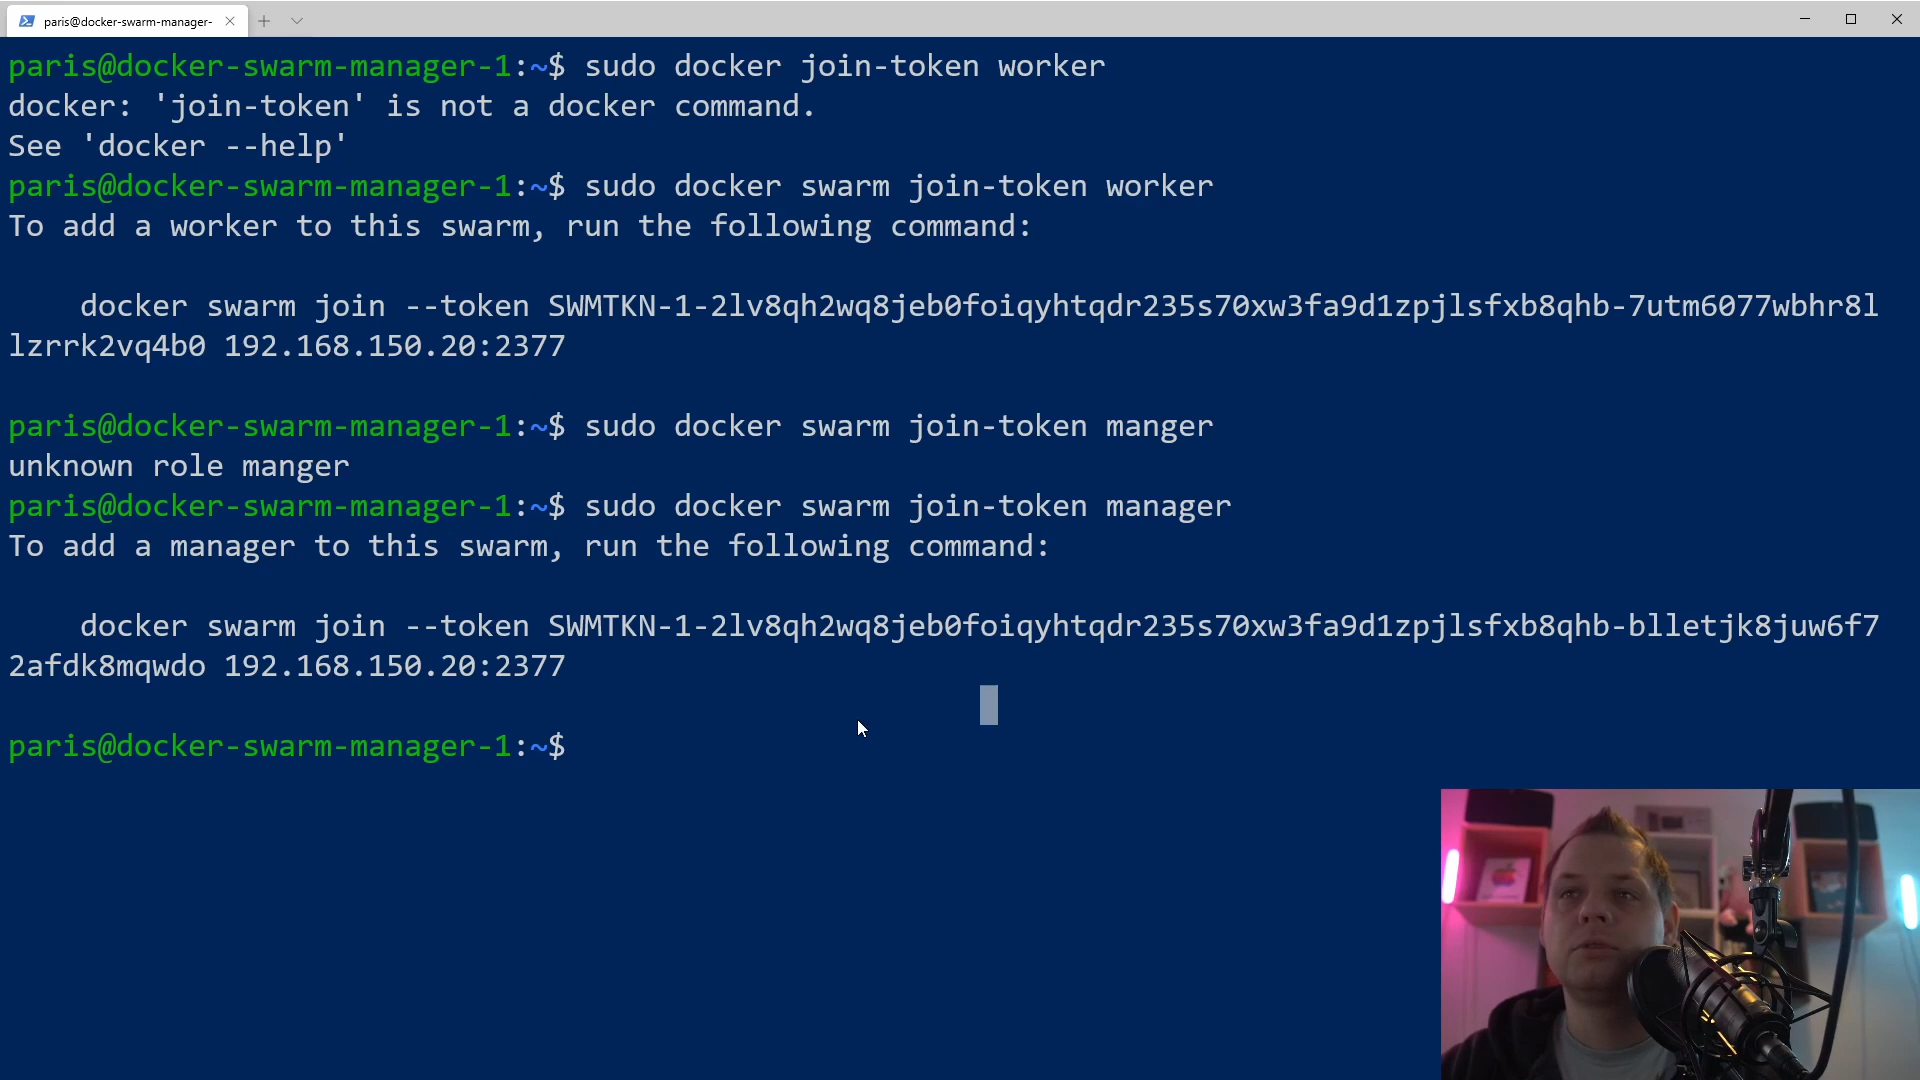 paris@docker-swarm-manager-
paris@docker-swarm-manager-1:~$ sudo docker join-token worker
docker: 'join-token' is not a docker command.
See 'docker --help'
paris@docker-swarm-manager-1:~$ sudo docker swarm join-token worker
To add a worker to this swarm, run the following command:
docker swarm join --token SWMTKN-1-2lv8qh2wq8jeb0foiqyhtqdr235s70xw3fa9d1zpjlsfxb8qhb-7utm6077wbhr8l
lzrrk2vq4b0 192.168.150.20:2377
paris@docker-swarm-manager-1:~$ sudo docker swarm join-token manger
unknown role manger
paris@docker-swarm-manager-1:~$ sudo docker swarm join-token manager
To add a manager to this swarm, run the following command:
docker swarm join --token SWMTKN-1-2lv8qh2wq8jeb0foiqyhtqdr235s70xw3fa9d1zpjlsfxb8qhb-blletjk8juw6f7
2afdk8mqwdo 192.168.150.20:2377
paris@docker-swarm-manager-1:~$